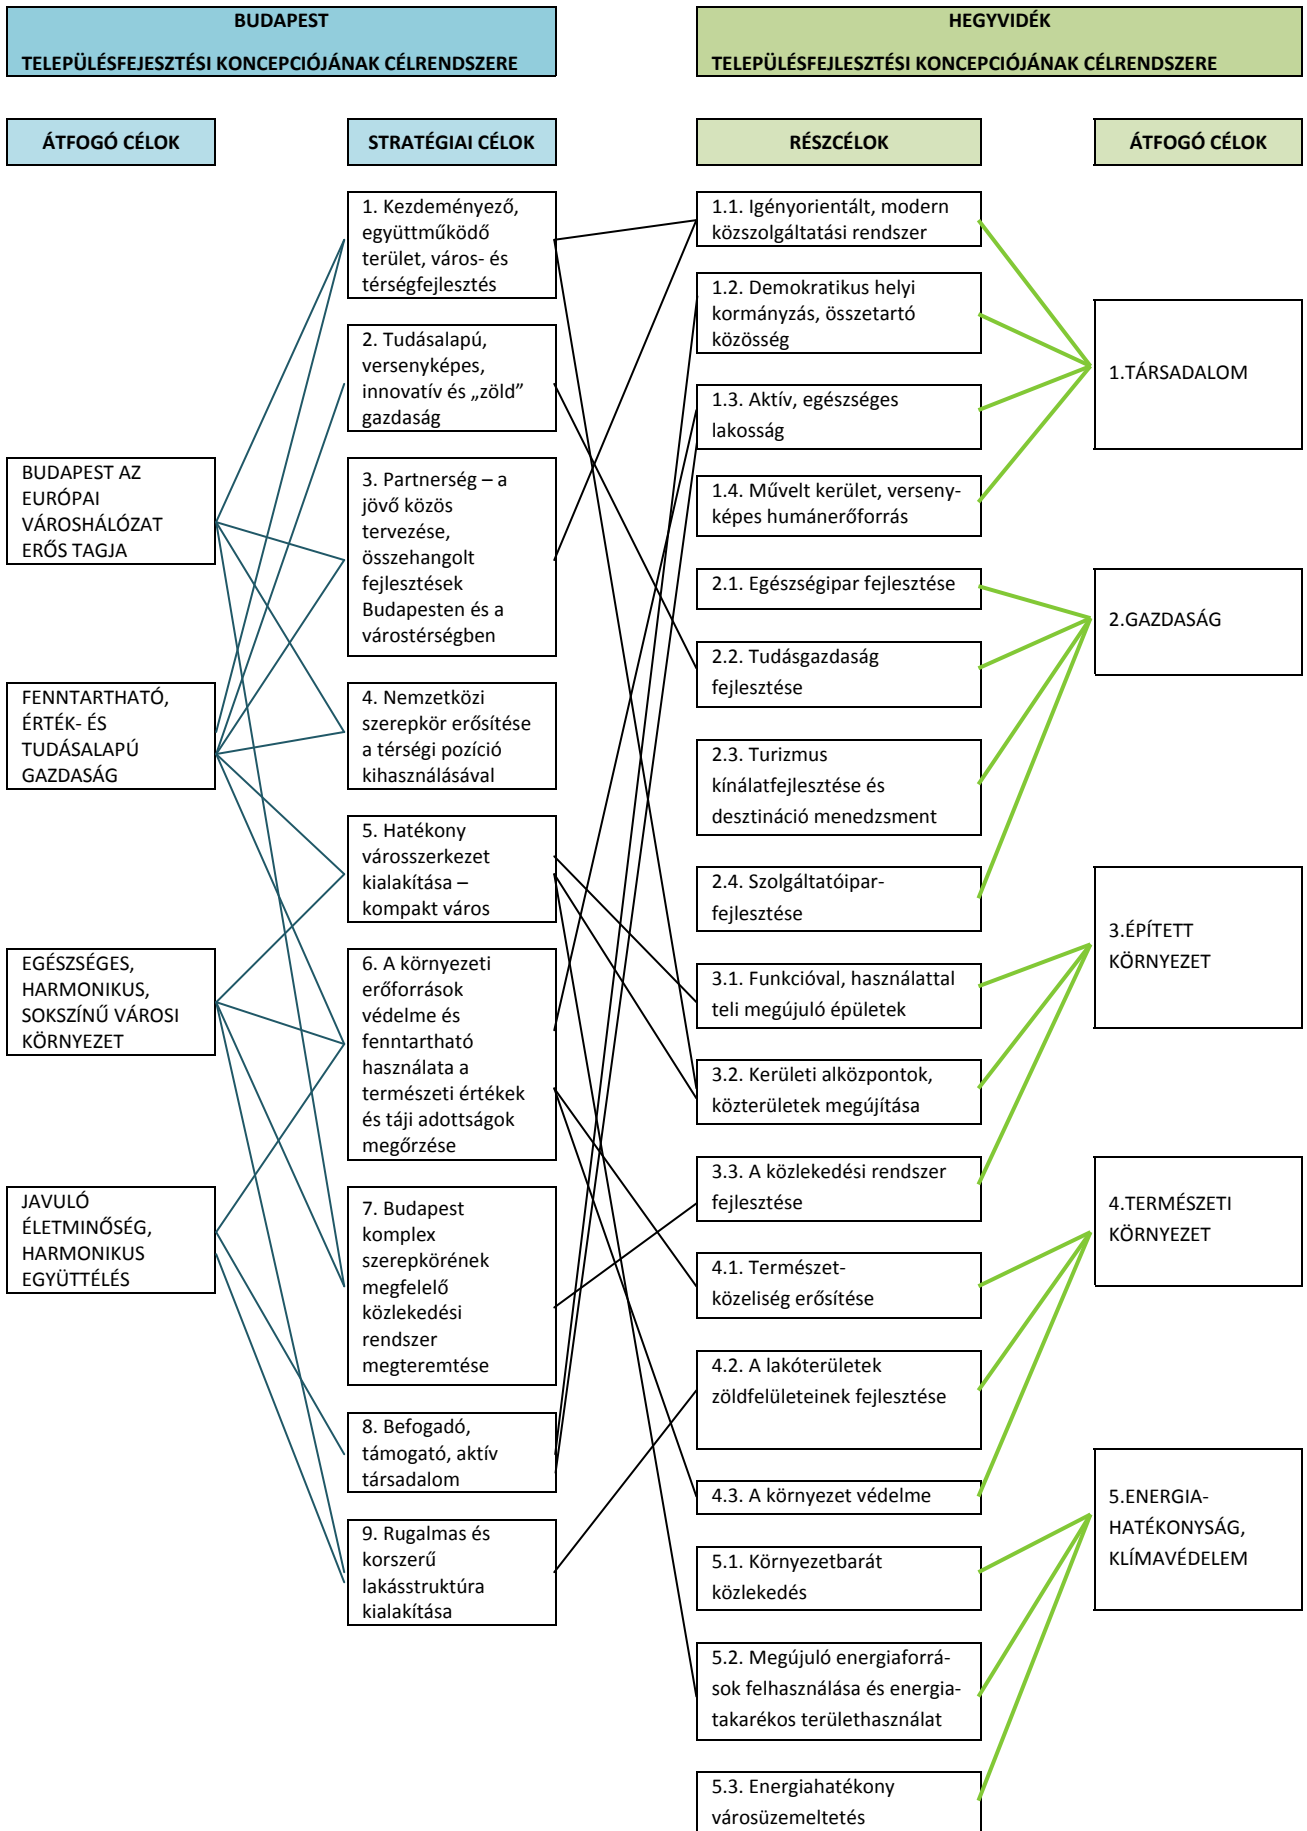 BUDAPEST
TELEPÜLÉSFEJESZTÉSI KONCEPCIÓJÁNAK CÉLRENDSZERE
HEGYVIDÉK
TELEPÜLÉSFEJLESZTÉSI KONCEPCIÓJÁNAK CÉLRENDSZERE
ÁTFOGÓ CÉLOK
STRATÉGIAI CÉLOK
RÉSZCÉLOK
ÁTFOGÓ CÉLOK
BUDAPEST AZ
EURÓPAI
VÁROSHÁLÓZAT
ERŐS TAGJA
FENNTARTHATÓ,
ÉRTÉK- ÉS
TUDÁSALAPÚ
GAZDASÁG
EGÉSZSÉGES,
HARMONIKUS,
SOKSZÍNŰ VÁROSI
KÖRNYEZET
JAVULÓ
ÉLETMINŐSÉG,
HARMONIKUS
EGYÜTTÉLÉS
1. Kezdeményező,
együttműködő
terület, város- és
térségfejlesztés
2. Tudásalapú,
versenyképes,
innovatív és „zöld”
gazdaság
3. Partnerség – a
jövő közös
tervezése,
összehangolt
fejlesztések
Budapesten és a
várostérségben
4. Nemzetközi
szerepkör erősítése
a térségi pozíció
kihasználásával
5. Hatékony
városszerkezet
kialakítása –
kompakt város
6. A környezeti
erőforrások
védelme és
fenntartható
használata a
természeti értékek
és táji adottságok
megőrzése
7. Budapest
komplex
szerepkörének
megfelelő
közlekedési
rendszer
megteremtése
8. Befogadó,
támogató, aktív
társadalom
9. Rugalmas és
korszerű
lakásstruktúra
kialakítása
1.1. Igényorientált, modern
közszolgáltatási rendszer
1.2. Demokratikus helyi
kormányzás, összetartó
közösség
1.3. Aktív, egészséges
lakosság
1.4. Művelt kerület, verseny-
képes humánerőforrás
2.1. Egészségipar fejlesztése
2.2. Tudásgazdaság
fejlesztése
2.3. Turizmus
kínálatfejlesztése és
desztináció menedzsment
2.4. Szolgáltatóipar-
fejlesztése
3.1. Funkcióval, használattal
teli megújuló épületek
3.2. Kerületi alközpontok,
közterületek megújítása
3.3. A közlekedési rendszer
fejlesztése
4.1. Természet-
közeliség erősítése
4.2. A lakóterületek
zöldfelületeinek fejlesztése
4.3. A környezet védelme
5.1. Környezetbarát
közlekedés
5.2. Megújuló energiaforrá-
sok felhasználása és energia-
takarékos területhasználat
5.3. Energiahatékony
városüzemeltetés
1.TÁRSADALOM
2.GAZDASÁG
3.ÉPÍTETT
KÖRNYEZET
4.TERMÉSZETI
KÖRNYEZET
5.ENERGIA-
HATÉKONYSÁG,
KLÍMAVÉDELEM